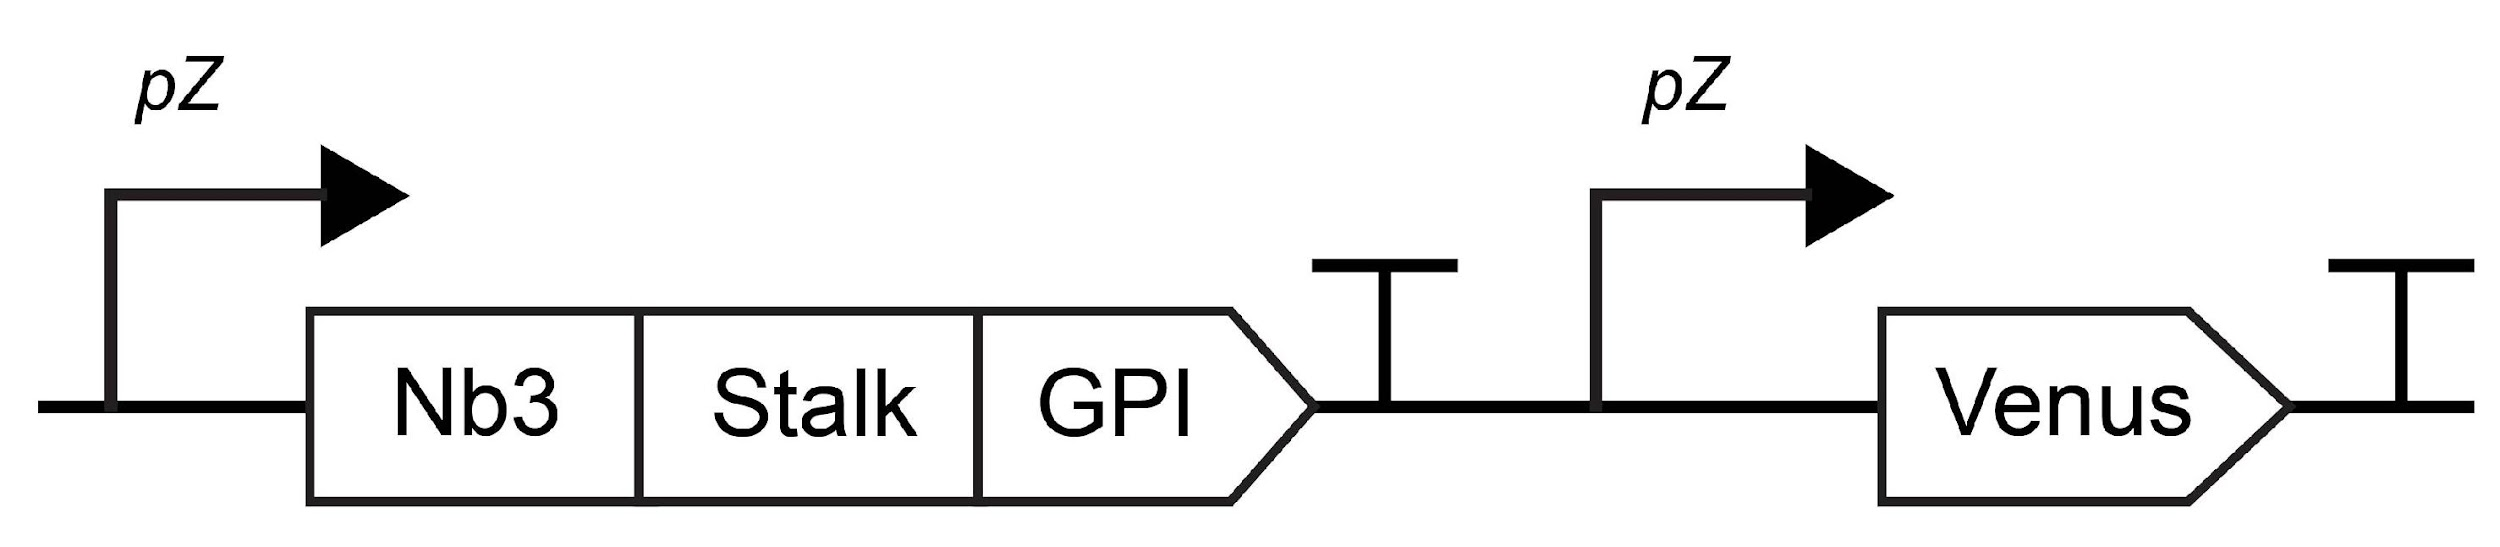 pZ pZ
Nb3 Stalk GPI Venus